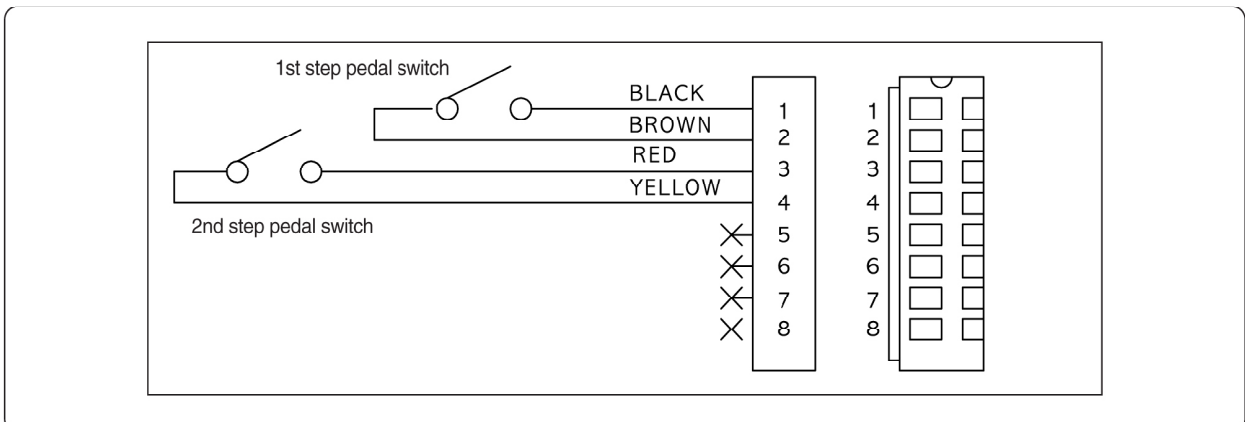 1st step pedal switch
BLACK
1
1
BROWN
2
2
RED
3
3
YELLOW
4
4
2nd step pedal switch
5
5
6
6
7
7
8
8